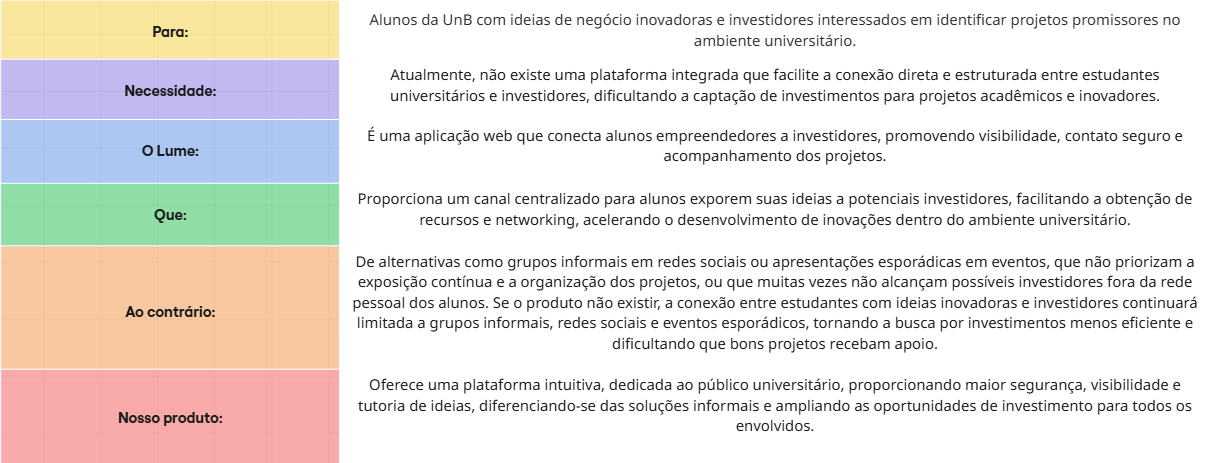 Para:
Alunos da UnB com ideias de negócio inovadoras e investidores interessados em identificar projetos promissores no
ambiente universitário.
Necessidade:
Atualmente, não existe uma plataforma integrada que facilite a conexão direta e estruturada entre estudantes
universitários e investidores, dificultando a captação de investimentos para projetos acadêmicos e inovadores.
O Lume:
É uma aplicação web que conecta alunos empreendedores a investidores, promovendo visibilidade, contato seguro e
acompanhamento dos projetos.
Que:
Proporciona um canal centralizado para alunos exporem suas ideias a potenciais investidores, facilitando a obtenção de
recursos e networking, acelerando o desenvolvimento de inovações dentro do ambiente universitário.
Ao contrário:
De alternativas como grupos informais em redes sociais ou apresentações esporádicas em eventos, que não priorizam a
exposição contínua e a organização dos projetos, ou que muitas vezes não alcançam possíveis investidores fora da rede
pessoal dos alunos. Se o produto não existir, a conexão entre estudantes com ideias inovadoras e investidores continuará
limitada a grupos informais, redes sociais e eventos esporádicos, tornando a busca por investimentos menos eficiente e
dificultando que bons projetos recebam apoio.
Nosso produto:
Oferece uma plataforma intuitiva, dedicada ao público universitário, proporcionando maior segurança, visibilidade e
tutoria de ideias, diferenciando-se das soluções informais e ampliando as oportunidades de investimento para todos os
envolvidos.